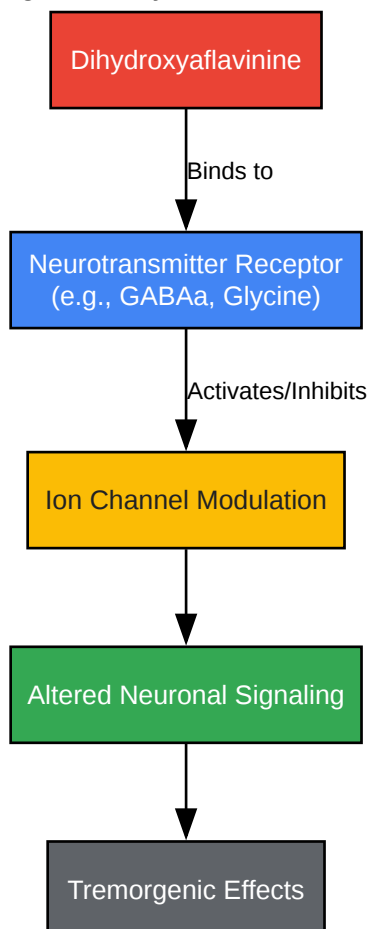 Dihydroxyaflavinine
Binds to
Neurotransmitter Receptor
(e.g., GABAa, Glycine)
Activates/Inhibits
Ion Channel Modulation
Altered Neuronal Signaling
Tremorgenic Effects